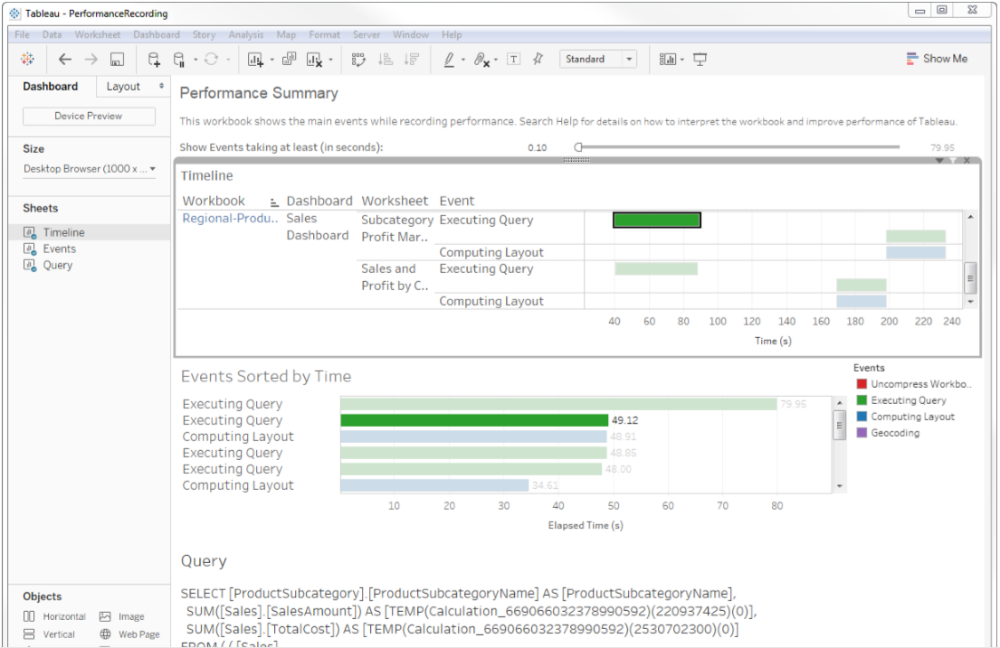 Tableau - PerformanceRecording
File Data Worksheet Dashboard Story Analysis Map Format Server Window Help
Standard
Show Me
Dashboard Layout
Performance Summary
Device Preview
This workbook shows the main events while recording performance. Search Help for details on how to interpret the workbook and improve performance of Tableau.
Size
Show Events taking at least (in seconds): 0.10 79.95
Desktop Browser (1000 x ...
Timeline
Workbook Dashboard Worksheet Event
Sheets
Regional-Produ.. Sales Subcategory Executing Query
Dashboard Profit Mar..
Timeline
Events
Query
Computing Layout
Sales and Executing Query
Profit by C..
Computing Layout
40 60 80 100 120 140 160 180 200 220 240
Time (s)
Events Sorted by Time
Events
Uncompress Workbo..
Executing Query
Computing Layout
Geocoding
Executing Query 79.95
Executing Query 49.12
Computing Layout 48.91
Executing Query 48.85
Executing Query 48.00
Computing Layout 34.61
10 20 30 40 50 60 70 80
Elapsed Time (s)
Query
SELECT [ProductSubcategory].[ProductSubcategoryName] AS [ProductSubcategoryName],
SUM([Sales].[SalesAmount]) AS [TEMP(Calculation_669066032378990592)(220937425)(0)],
SUM([Sales].[TotalCost]) AS [TEMP(Calculation_669066032378990592)(2530702300)(0)]
FROM ( ( [Sales]
Objects
Horizontal Image
Vertical Web Page